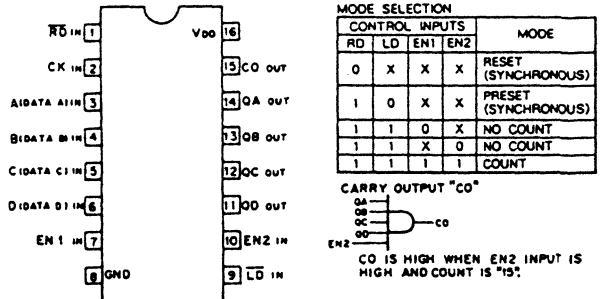 RD IN 1
CK IN 2
A(DATA A) IN 3
B(DATA B) IN 4
C(DATA C) IN 5
D(DATA D) IN 6
EN 1 IN 7
8 GND
VDD 16
15 CO OUT
14 QA OUT
13 QB OUT
12 QC OUT
11 QD OUT
10 EN2 IN
9 LD IN
MODE SELECTION
CONTROL INPUTS MODE
RD LD EN1 EN2
0 X X X RESET
(SYNCHRONOUS)
1 0 X X PRESET
(SYNCHRONOUS)
1 1 0 X NO COUNT
1 1 X 0 NO COUNT
1 1 1 1 COUNT
CARRY OUTPUT "CO"
QA
QB
QC
QD
EN2
CO
CO IS HIGH WHEN EN2 INPUT IS
HIGH AND COUNT IS "15".